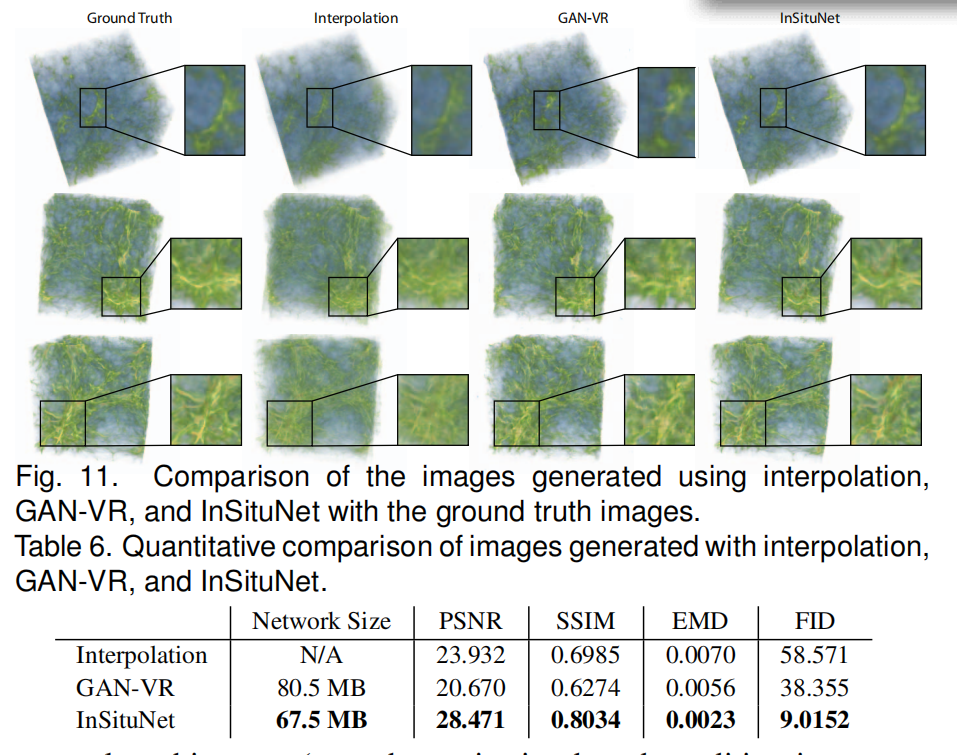 Ground Truth Interpolation GAN-VR InSituNet
Fig. 11. Comparison of the images generated using interpolation,
GAN-VR, and InSituNet with the ground truth images.
Table 6. Quantitative comparison of images generated with interpolation,
GAN-VR, and InSituNet.
Network Size PSNR SSIM EMD FID
Interpolation N/A 23.932 0.6985 0.0070 58.571
GAN-VR 80.5 MB 20.670 0.6274 0.0056 38.355
InSituNet 67.5 MB 28.471 0.8034 0.0023 9.0152